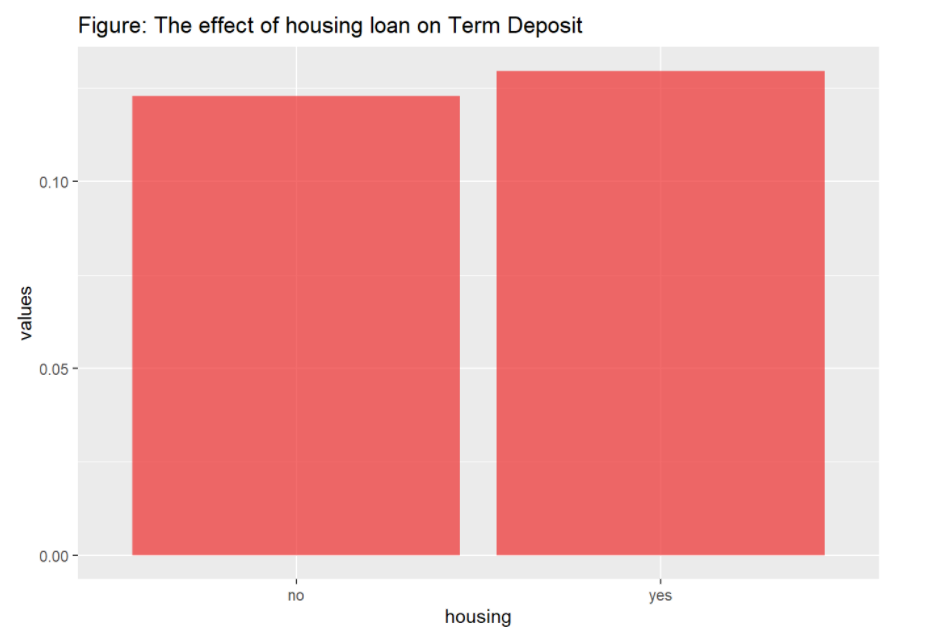 Figure: The effect of housing loan on Term Deposit
values
0.10
0.05
0.00
no yes
housing